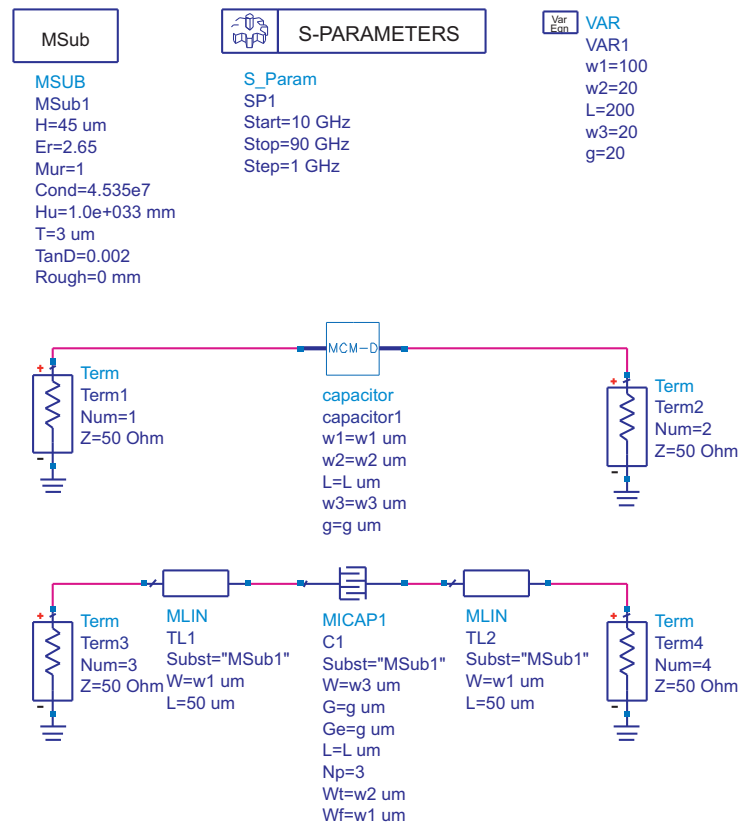 MSub
MSUB
MSub1
H=45 um
Er=2.65
Mur=1
Cond=4.535e7
Hu=1.0e+033 mm
T=3 um
TanD=0.002
Rough=0 mm
S-PARAMETERS
S_Param
SP1
Start=10 GHz
Stop=90 GHz
Step=1 GHz
Var
Eqn
VAR
VAR1
w1=100
w2=20
L=200
w3=20
g=20
+
Term
Term1
Num=1
Z=50 Ohm
-
MCM-D
capacitor
capacitor1
w1=w1 um
w2=w2 um
L=L um
w3=w3 um
g=g um
+
Term
Term2
Num=2
Z=50 Ohm
-
+
Term
Term3
Num=3
Z=50 Ohm
-
MLIN
TL1
Subst="MSub1"
W=w1 um
L=50 um
MICAP1
C1
Subst="MSub1"
W=w3 um
G=g um
Ge=g um
L=L um
Np=3
Wt=w2 um
Wf=w1 um
MLIN
TL2
Subst="MSub1"
W=w1 um
L=50 um
+
Term
Term4
Num=4
Z=50 Ohm
-